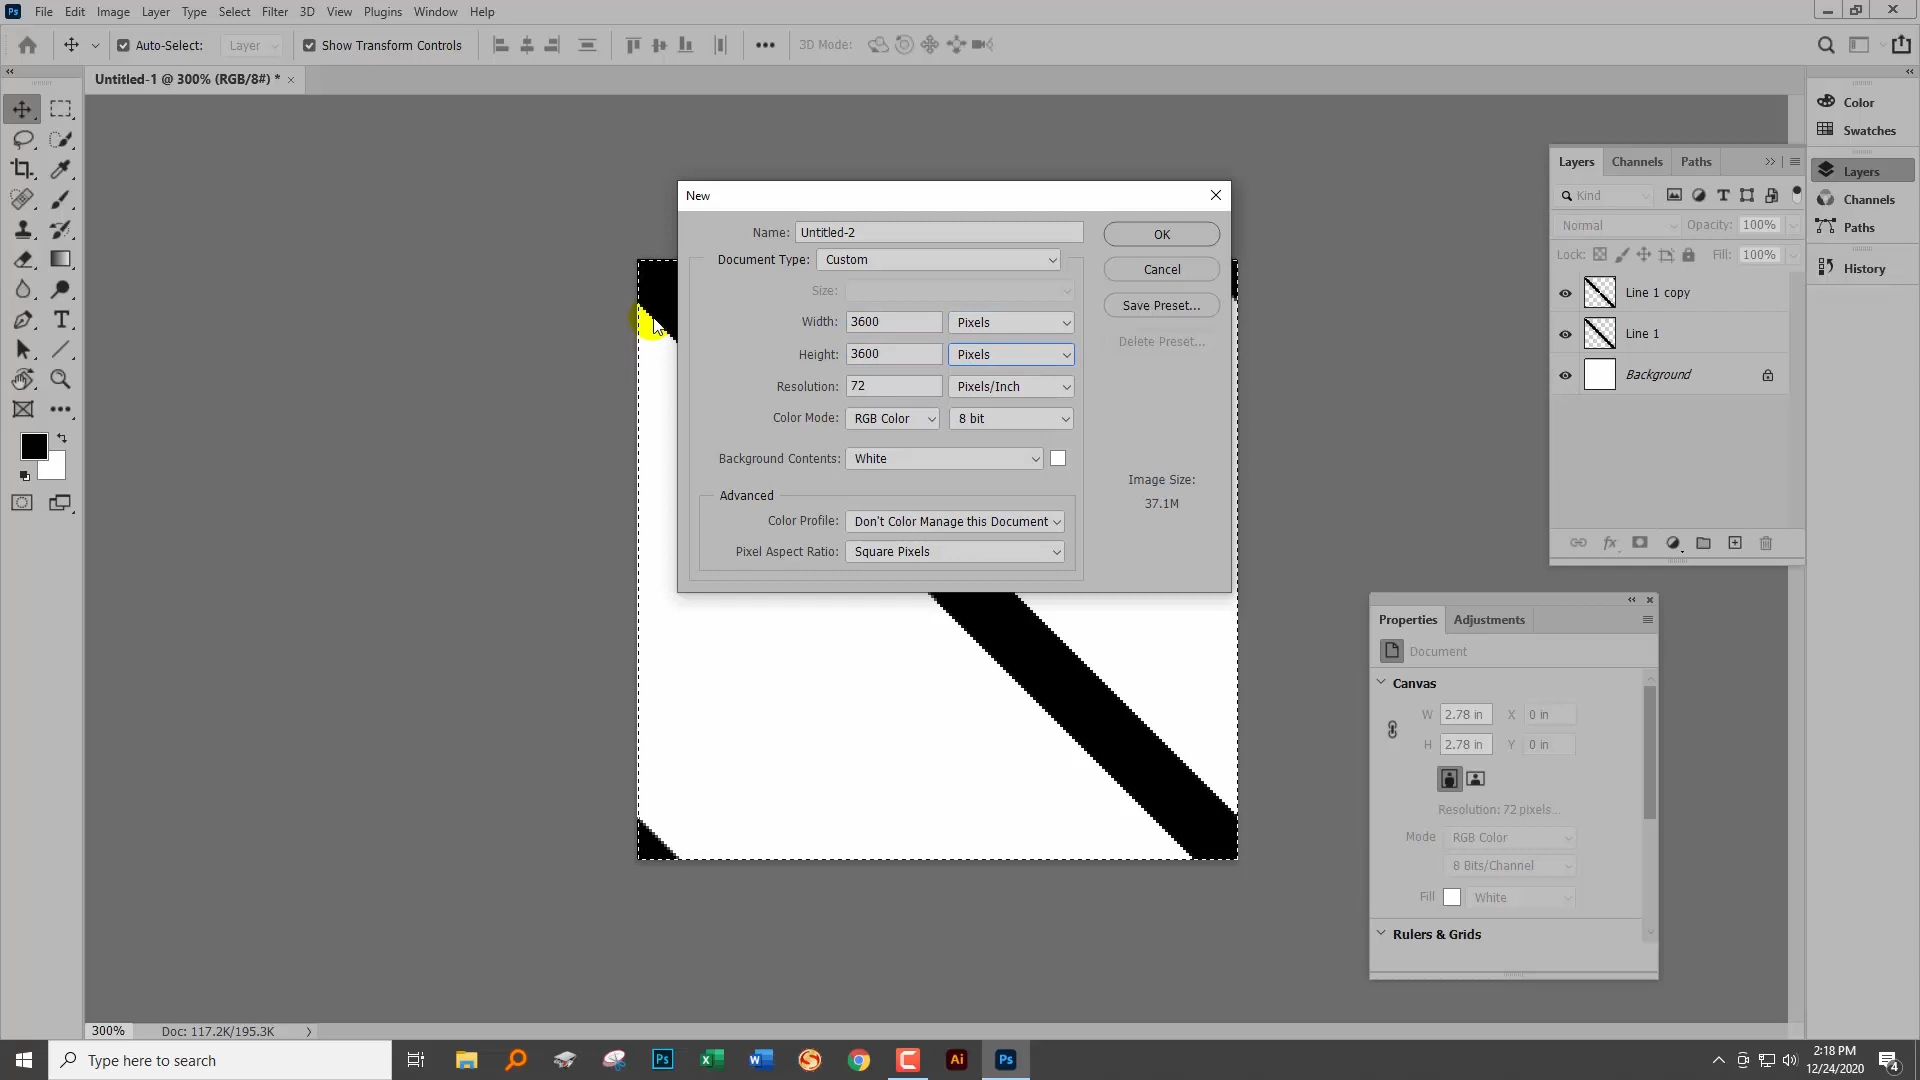 Ps File Edit Image Layer Type Select Filter 3D View Plugins Window Help
Auto-Select: Layer Show Transform Controls 3D Mode:
Untitled-1 @ 300% (RGB/8#) *
New
Name: Untitled-2
Document Type: Custom
Size:
Width: 3600 Pixels
Height: 3600 Pixels
Resolution: 72 Pixels/Inch
Color Mode: RGB Color 8 bit
Background Contents: White
Advanced
Color Profile: Don't Color Manage this Document
Pixel Aspect Ratio: Square Pixels
OK
Cancel
Save Preset...
Delete Preset...
Image Size:
37.1M
Layers Channels Paths
Kind
Normal Opacity: 100%
Lock: Fill: 100%
Line 1 copy
Line 1
Background
Color
Swatches
Layers
Channels
Paths
History
Properties Adjustments
Document
Canvas
W 2.78 in X 0 in
H 2.78 in Y 0 in
Resolution: 72 pixels...
Mode RGB Color
8 Bits/Channel
Fill White
Rulers & Grids
300% Doc: 117.2K/195.3K
Type here to search
Ps
Ai
Ps
2:18 PM
12/24/2020
4